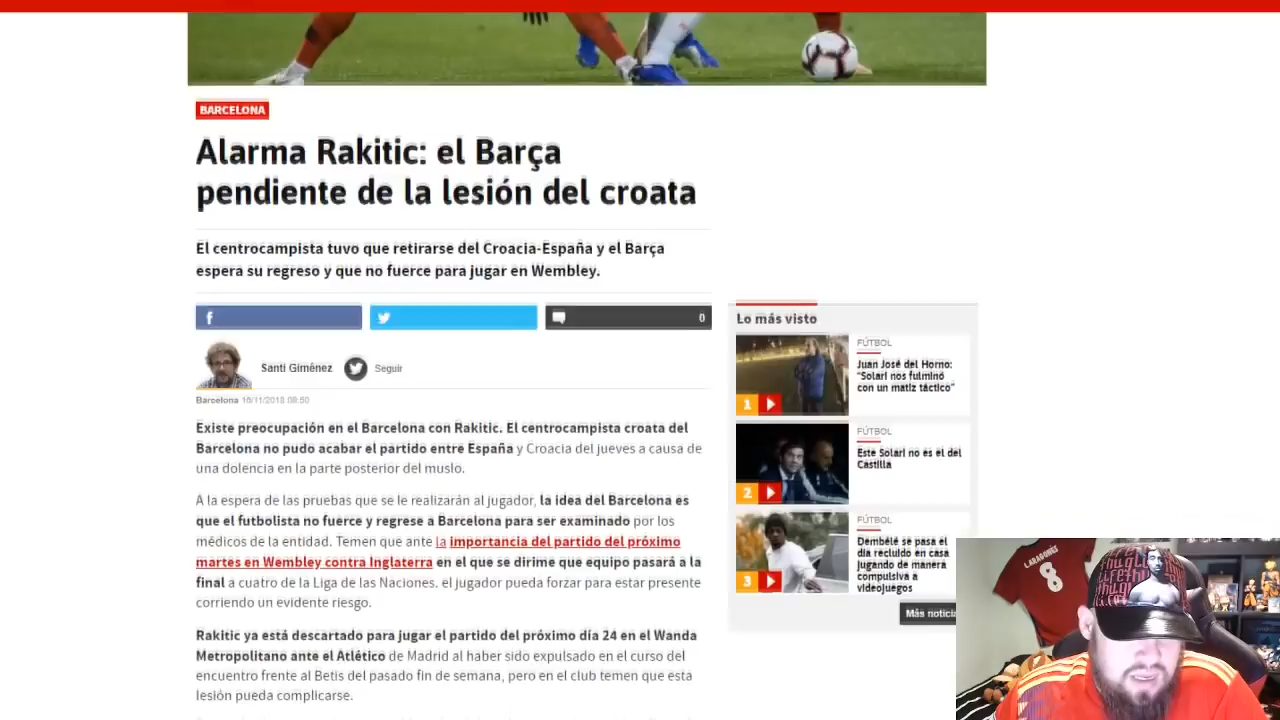 BARCELONA
Alarma Rakitic: el Barça
pendiente de la lesión del croata
El centrocampista tuvo que retirarse del Croacia-España y el Barça
espera su regreso y que no fuerce para jugar en Wembley.
0
Santi Giménez
Seguir
Barcelona 16/11/2018 09:50
Existe preocupación en el Barcelona con Rakitic. El centrocampista croata del
Barcelona no pudo acabar el partido entre España y Croacia del jueves a causa de
una dolencia en la parte posterior del muslo.
A la espera de las pruebas que se le realizarán al jugador, la idea del Barcelona es
que el futbolista no fuerce y regrese a Barcelona para ser examinado por los
médicos de la entidad. Temen que ante la importancia del partido del próximo
martes en Wembley contra Inglaterra en el que se dirime que equipo pasará a la
final a cuatro de la Liga de las Naciones. el jugador pueda forzar para estar presente
corriendo un evidente riesgo.
Rakitic ya está descartado para jugar el partido del próximo día 24 en el Wanda
Metropolitano ante el Atlético de Madrid al haber sido expulsado en el curso del
encuentro frente al Betis del pasado fin de semana, pero en el club temen que esta
lesión pueda complicarse.
Lo más visto
1
FÚTBOL
Juan José del Horno:
"Solari nos fulminó
con un matiz táctico"
2
FÚTBOL
Este Solari no es el del
Castilla
3
FÚTBOL
Dembélé se pasa el
día recluido en casa
jugando de manera
compulsiva a
videojuegos
Más noticia
8